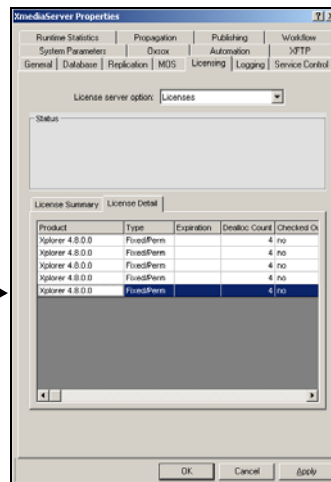 XmediaServer Properties
Runtime Statistics Propagation Publishing Workflow
System Parameters Oxsox Automation XFTP
General Database Replication MOS Licensing Logging Service Control
License server option: Licenses
Status
License Summary License Detail
Product Type Expiration Dealloc Count Checked Ou
Xplorer 4.8.0.0 Fixed/Perm 4 no
Xplorer 4.8.0.0 Fixed/Perm 4 no
Xplorer 4.8.0.0 Fixed/Perm 4 no
Xplorer 4.8.0.0 Fixed/Perm 4 no
Xplorer 4.8.0.0 Fixed/Perm 4 no
OK Cancel Apply